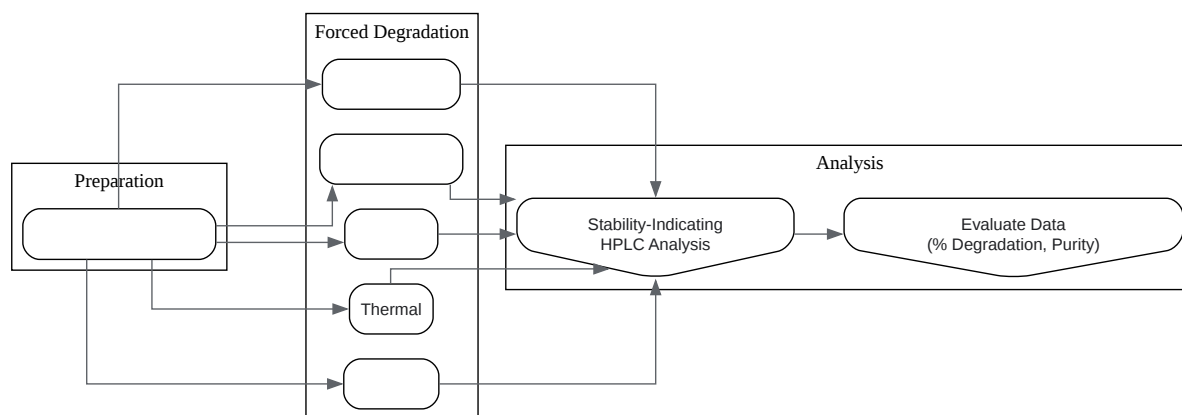 Forced Degradation
Preparation
Analysis
Stability-Indicating
HPLC Analysis
Evaluate Data
(% Degradation, Purity)
Thermal